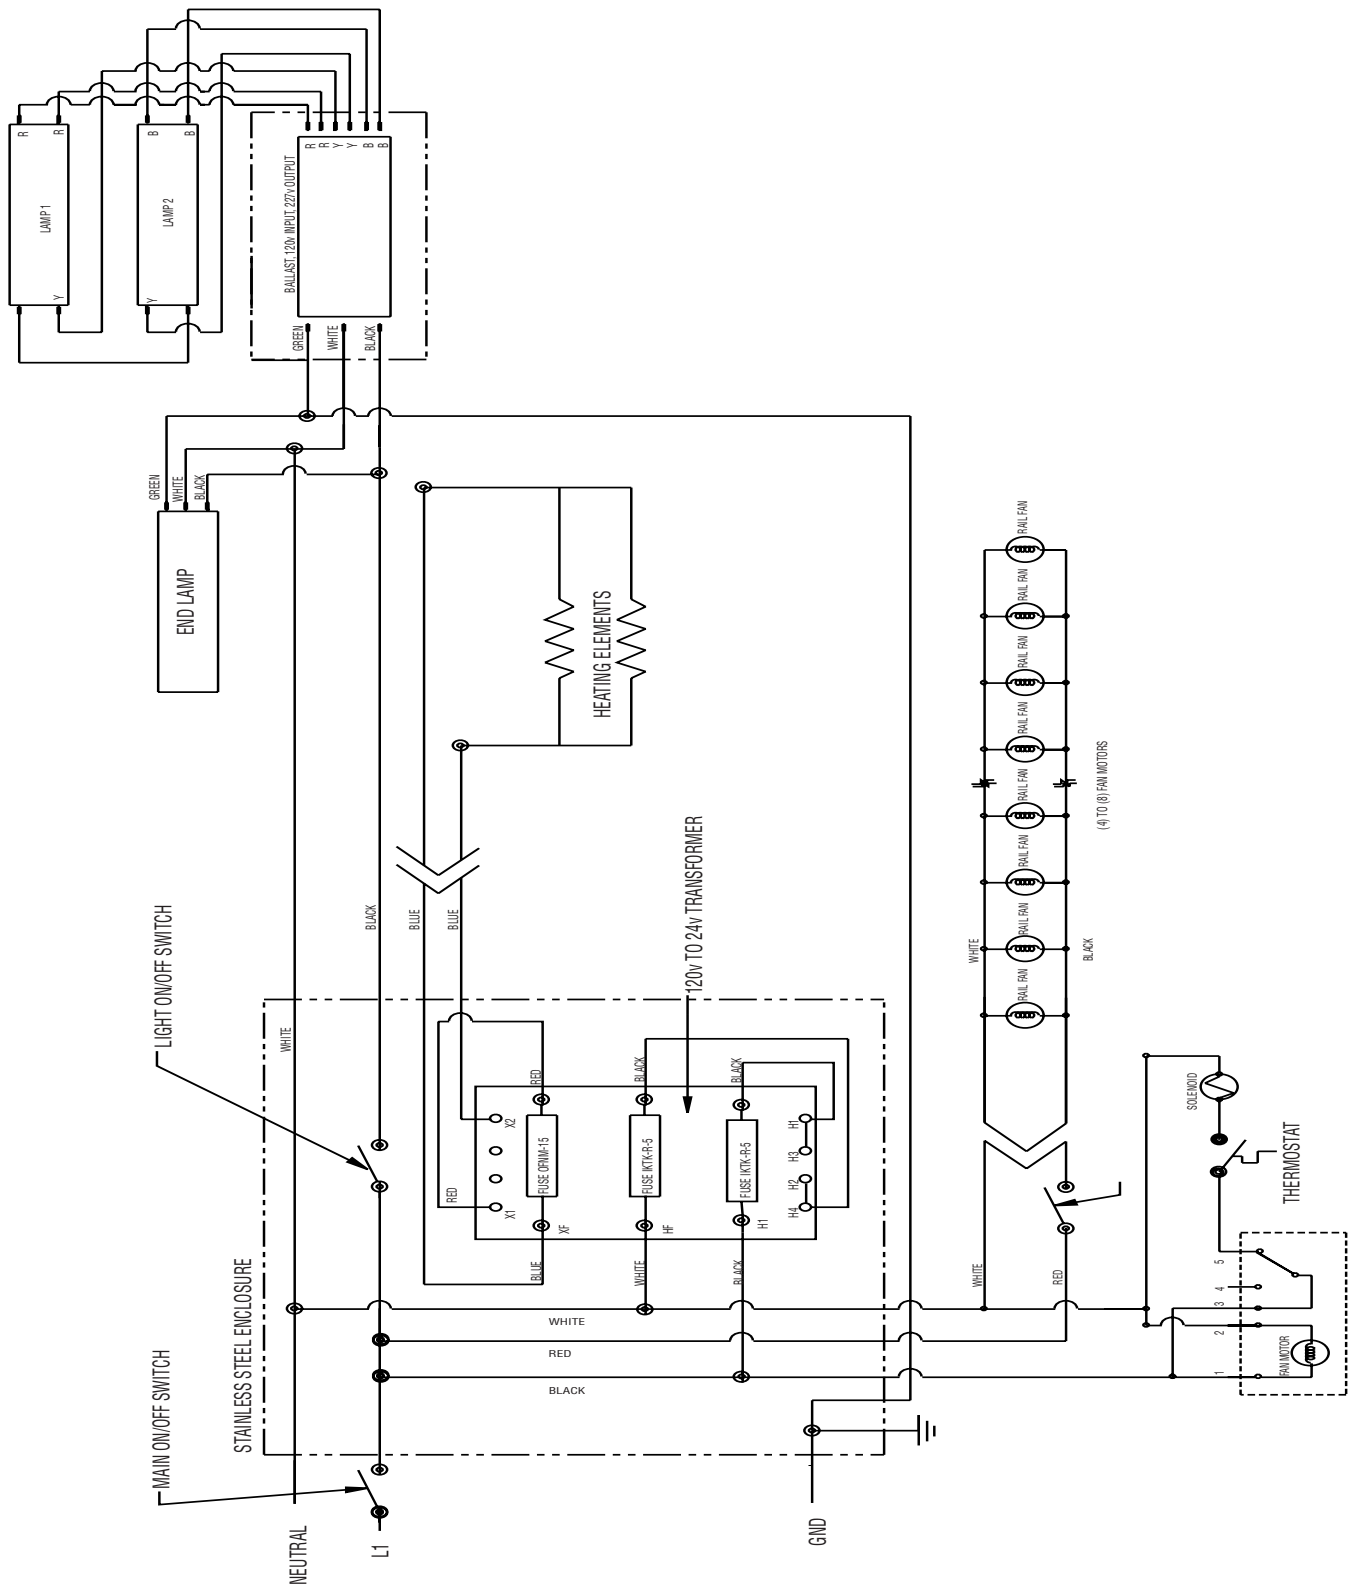 R
R
Y
LAMP 1
B
B
Y
LAMP 2
R
R
Y
Y
B
B
BALLAST, 120v INPUT, 227v OUTPUT
GREEN
WHITE
BLACK
GREEN
WHITE
BLACK
END LAMP
HEATING ELEMENTS
RAIL FAN
RAIL FAN
RAIL FAN
RAIL FAN
RAIL FAN
RAIL FAN
RAIL FAN
RAIL FAN
(4) TO (8) FAN MOTORS
WHITE
BLACK
120v TO 24v TRANSFORMER
LIGHT ON/OFF SWITCH
WHITE
BLACK
BLUE
BLUE
RED
BLACK
BLACK
RED
X2
X1
FUSE OFNM-15
FUSE IKTK-R-5
FUSE IKTK-R-5
H1
H3
H2
H4
XF
HF
H1
BLUE
WHITE
BLACK
STAINLESS STEEL ENCLOSURE
WHITE
RED
BLACK
WHITE
RED
SOLENOID
THERMOSTAT
5
4
3
2
1
FAN MOTOR
MAIN ON/OFF SWITCH
NEUTRAL
L1
GND